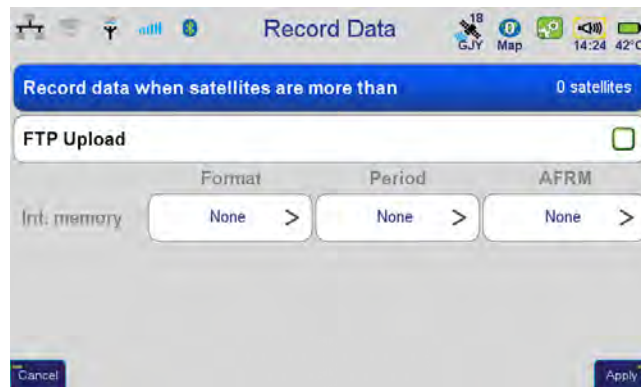 Record Data
18
GJY
Map
14:24
42°C
Record data when satellites are more than
0 satellites
FTP Upload
Format
Period
AFRM
Int. memory
None >
None >
None >
Cancel
Apply